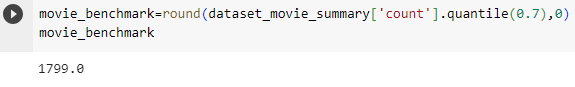 movie_benchmark=round(dataset_movie_summary['count'].quantile(0.7),0)
movie_benchmark
1799.0